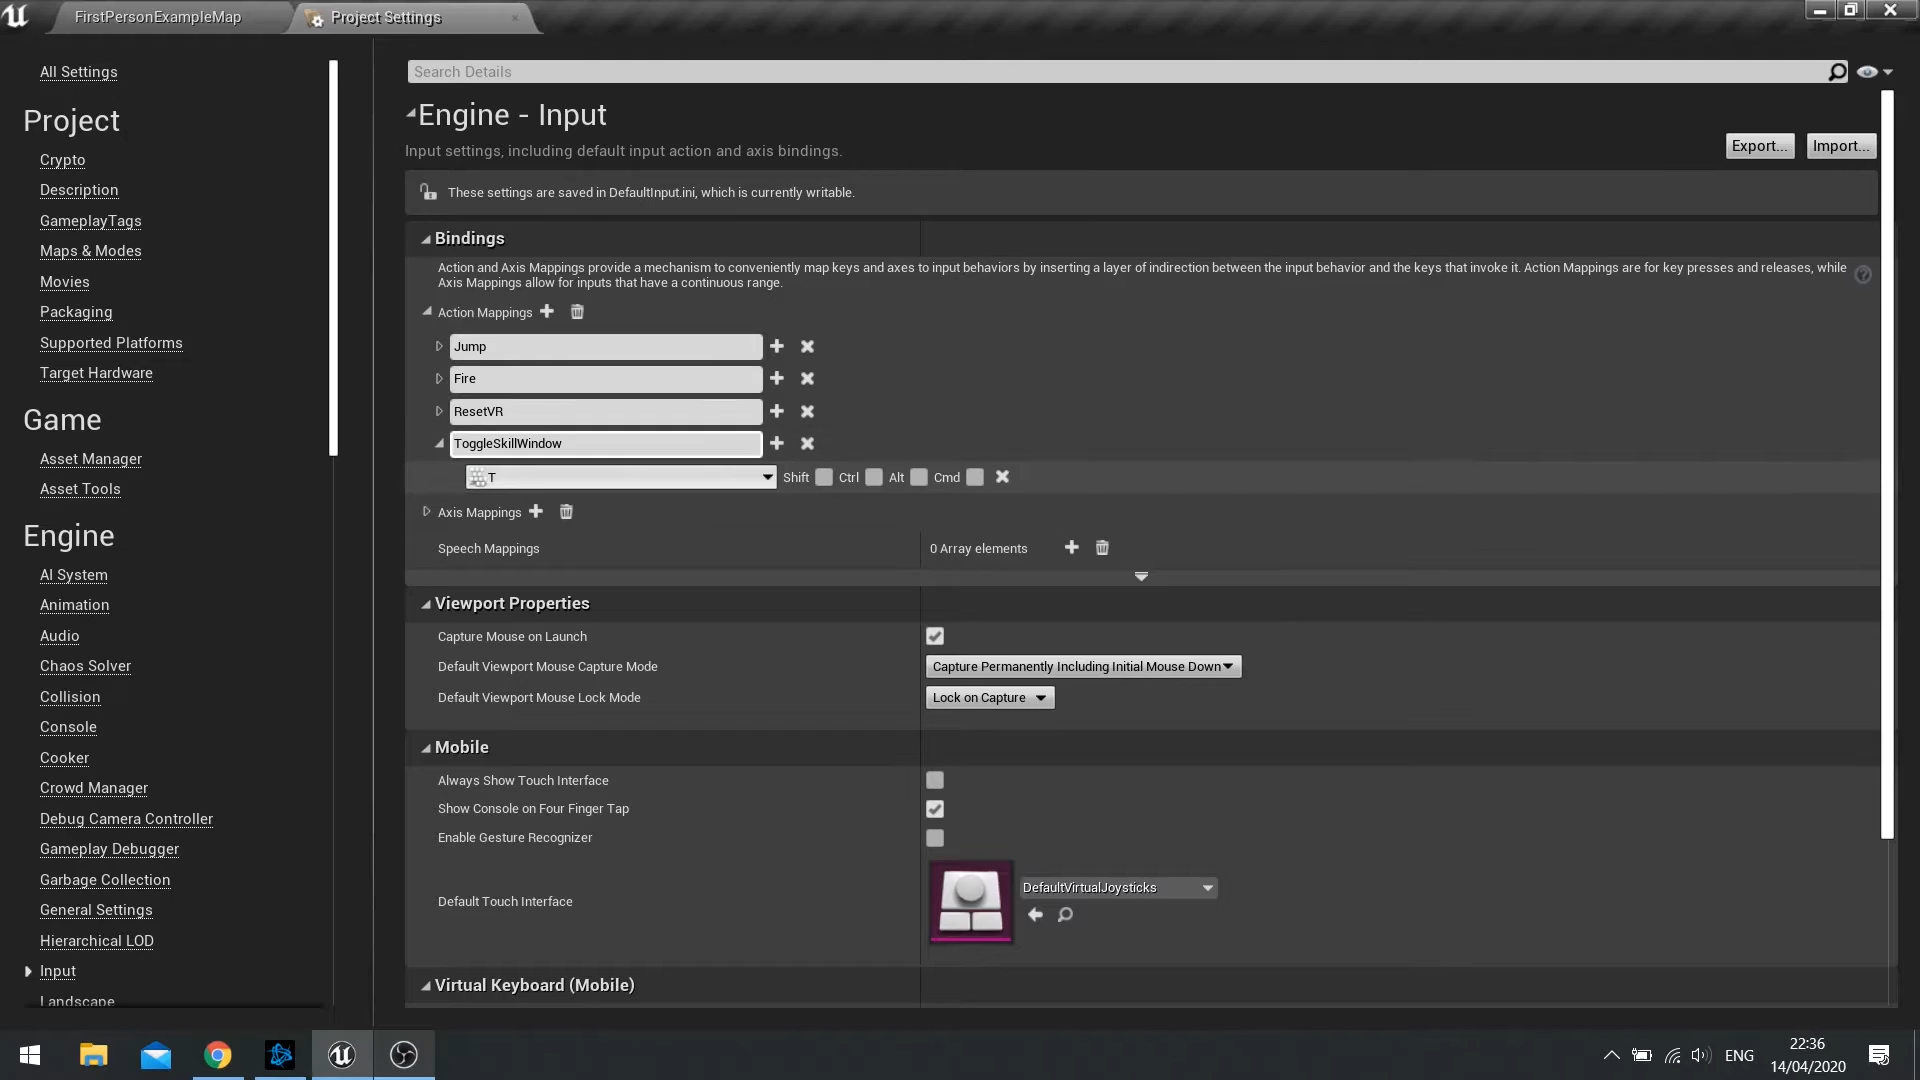 FirstPersonExampleMap
Project Settings
All Settings
Project
Crypto
Description
GameplayTags
Maps & Modes
Movies
Packaging
Supported Platforms
Target Hardware
Game
Asset Manager
Asset Tools
Engine
AI System
Animation
Audio
Chaos Solver
Collision
Console
Cooker
Crowd Manager
Debug Camera Controller
Gameplay Debugger
Garbage Collection
General Settings
Hierarchical LOD
Input
Landscape
Search Details
Engine - Input
Input settings, including default input action and axis bindings.
Export...
Import...
These settings are saved in DefaultInput.ini, which is currently writable.
Bindings
Action and Axis Mappings provide a mechanism to conveniently map keys and axes to input behaviors by inserting a layer of indirection between the input behavior and the keys that invoke it. Action Mappings are for key presses and releases, while
Axis Mappings allow for inputs that have a continuous range.
Action Mappings
Jump
Fire
ResetVR
ToggleSkillWindow
T Shift Ctrl Alt Cmd
Axis Mappings
Speech Mappings 0 Array elements
Viewport Properties
Capture Mouse on Launch
Default Viewport Mouse Capture Mode Capture Permanently Including Initial Mouse Down
Default Viewport Mouse Lock Mode Lock on Capture
Mobile
Always Show Touch Interface
Show Console on Four Finger Tap
Enable Gesture Recognizer
Default Touch Interface DefaultVirtualJoysticks
Virtual Keyboard (Mobile)
ENG
22:36
14/04/2020